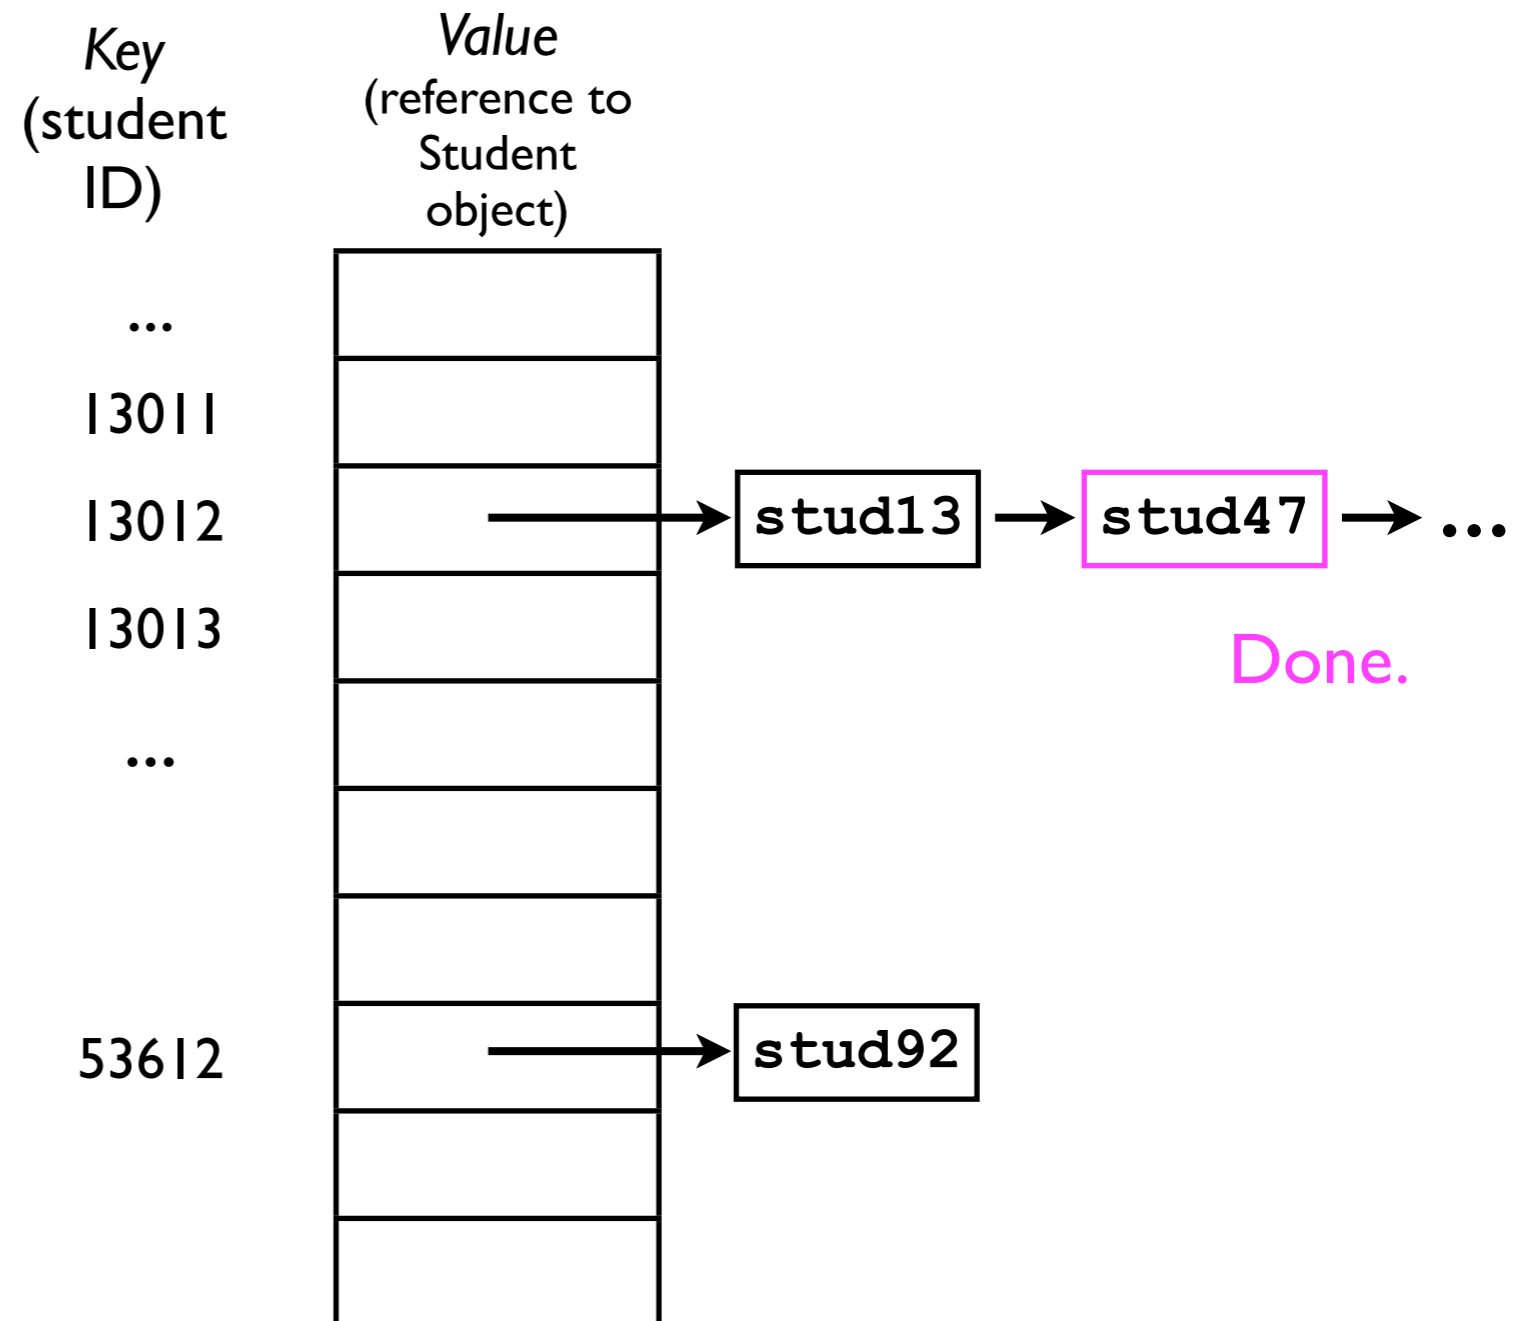 Key
(student
ID)
Value
(reference to
Student
object)
...
13011
13012
stud13
stud47
...
13013
Done.
...
53612
stud92